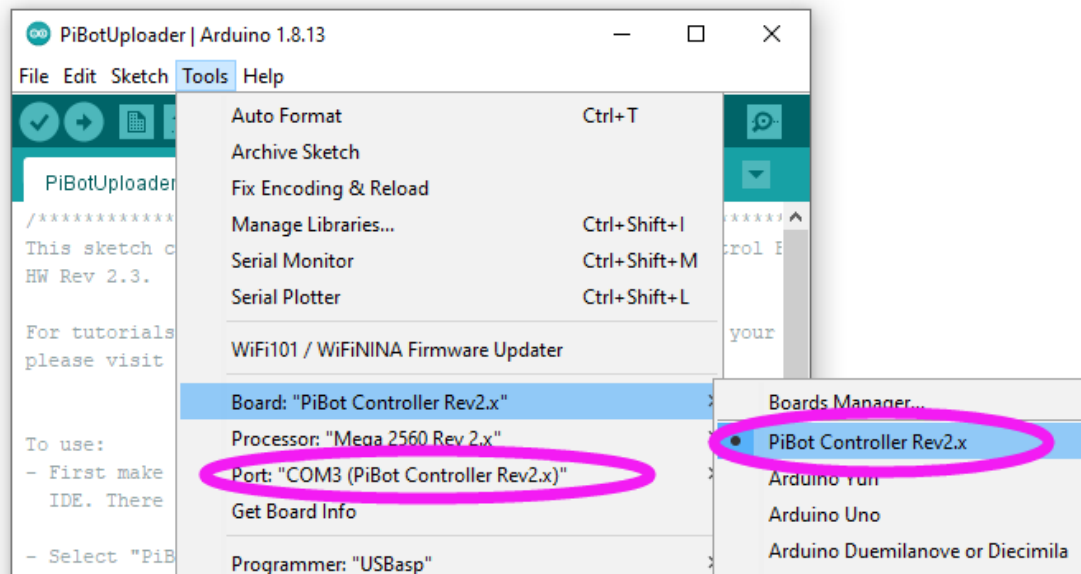 PiBotUploader | Arduino 1.8.13
File Edit Sketch Tools Help
Auto Format Ctrl+T
Archive Sketch
PiBotUploader
Fix Encoding & Reload
Manage Libraries... Ctrl+Shift+I
This sketch
Serial Monitor Ctrl+Shift+M
HW Rev 2.3.
Serial Plotter Ctrl+Shift+L
For tutorials your
WiFi101 / WiFiNINA Firmware Updater
please visit
Board: "PiBot Controller Rev2.x"
Boards Manager...
Processor: "Mega 2560 Rev 2.x"
PiBot Controller Rev2.x
To use:
- First make
Port: "COM3 (PiBot Controller Rev2.x)"
Arduino Yún
IDE. There
Get Board Info
Arduino Uno
- Select "PiB
Programmer: "USBasp"
Arduino Duemilanove or Diecimila